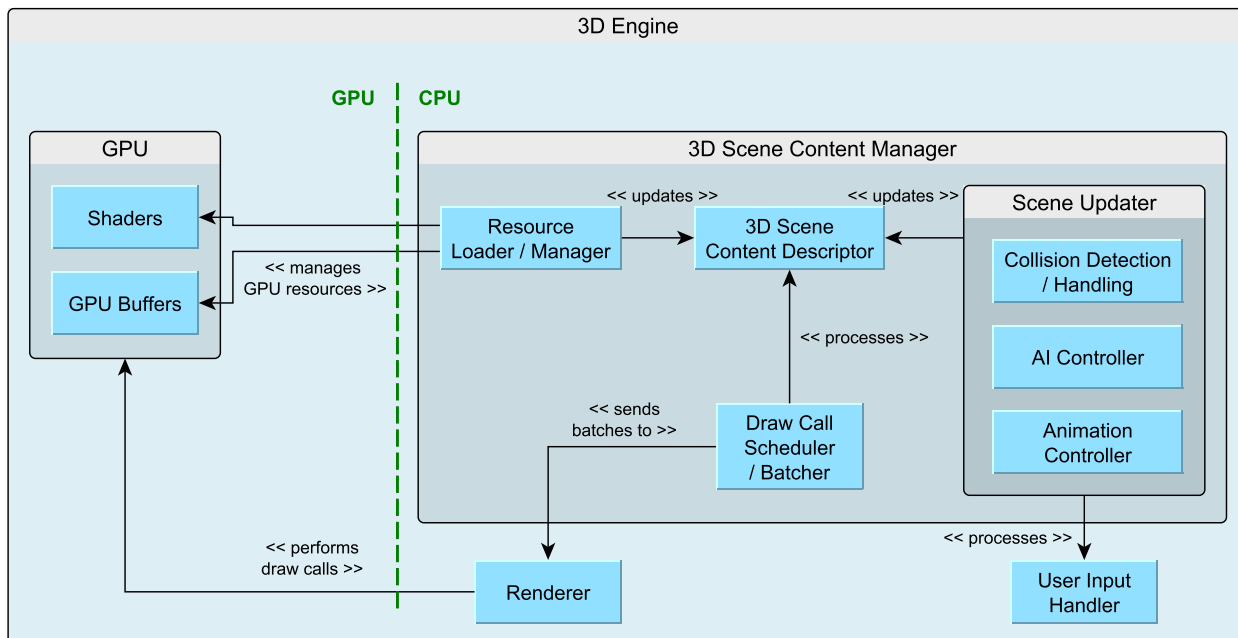 3D Engine
GPU
CPU
GPU
3D Scene Content Manager
Shaders
GPU Buffers
<< manages
GPU resources >>
Resource
Loader / Manager
<< updates >>
3D Scene
Content Descriptor
<< updates >>
Scene Updater
Collision Detection
/ Handling
AI Controller
Animation
Controller
<< processes >>
<< sends
batches to >>
Draw Call
Scheduler
/ Batcher
<< performs
draw calls >>
Renderer
<< processes >>
User Input
Handler